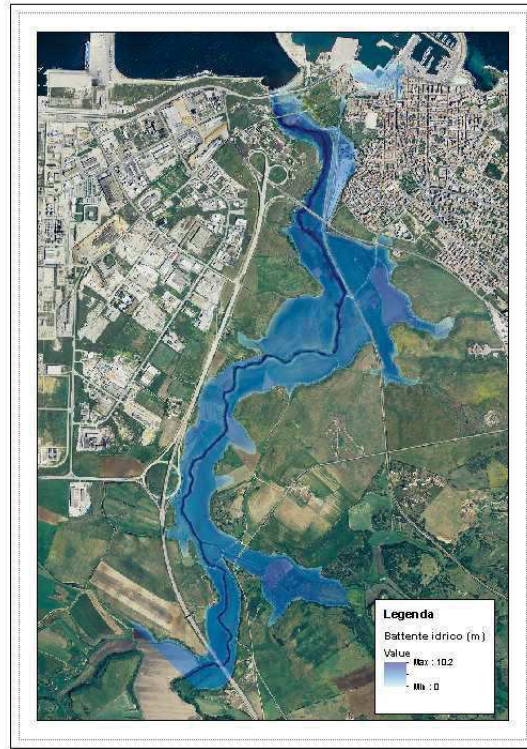 Legenda
Battente idrico (m)
Value
Max : 10.2
Min : 0